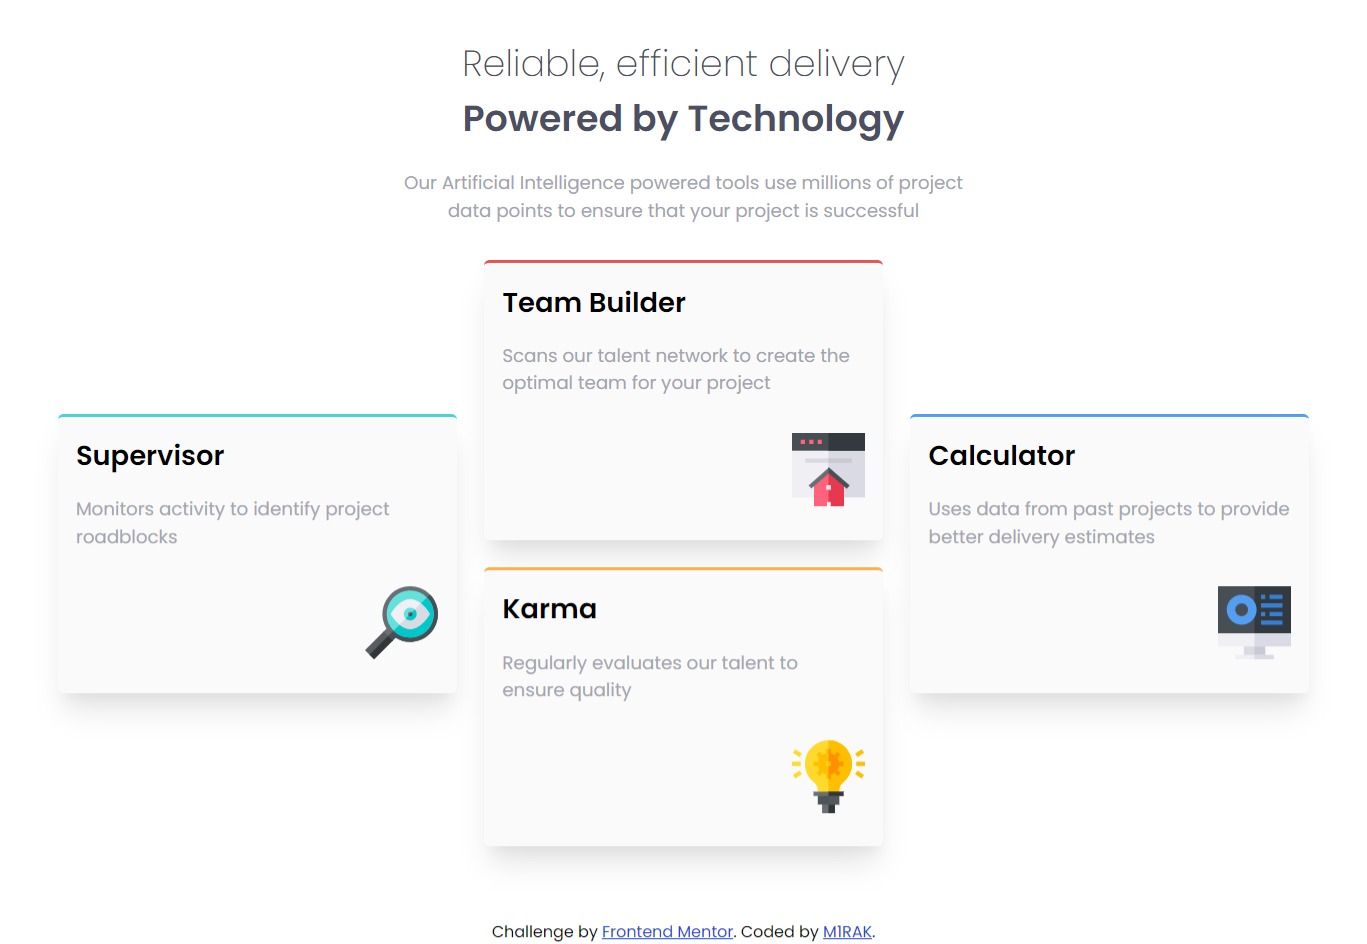 Reliable, efficient delivery
Powered by Technology
Our Artificial Intelligence powered tools use millions of project
data points to ensure that your project is successful
Supervisor
Monitors activity to identify project
roadblocks
Team Builder
Scans our talent network to create the
optimal team for your project
Karma
Regularly evaluates our talent to
ensure quality
Calculator
Uses data from past projects to provide
better delivery estimates
Challenge by Frontend Mentor. Coded by M1RAK.